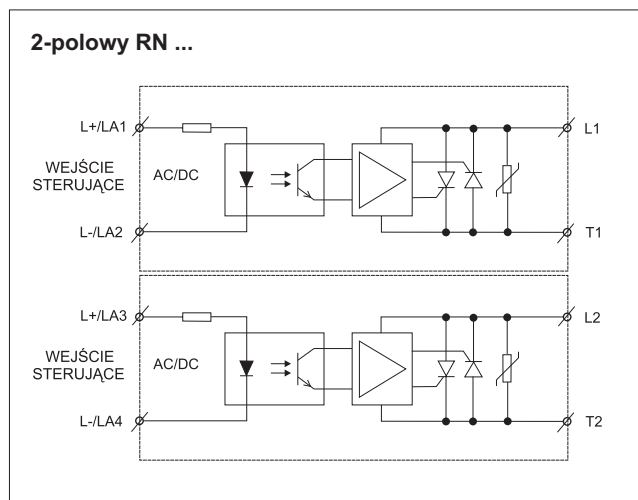 2-polowy RN ...
L+/LA1
L1
WEJŚCIE
STERUJĄCE
AC/DC
L-/LA2
T1
L+/LA3
L2
WEJŚCIE
STERUJĄCE
AC/DC
L-/LA4
T2